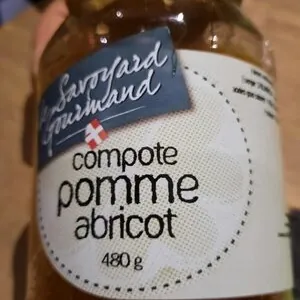 le Savoyard
Gourmand
compote
pomme
abricot
480 g